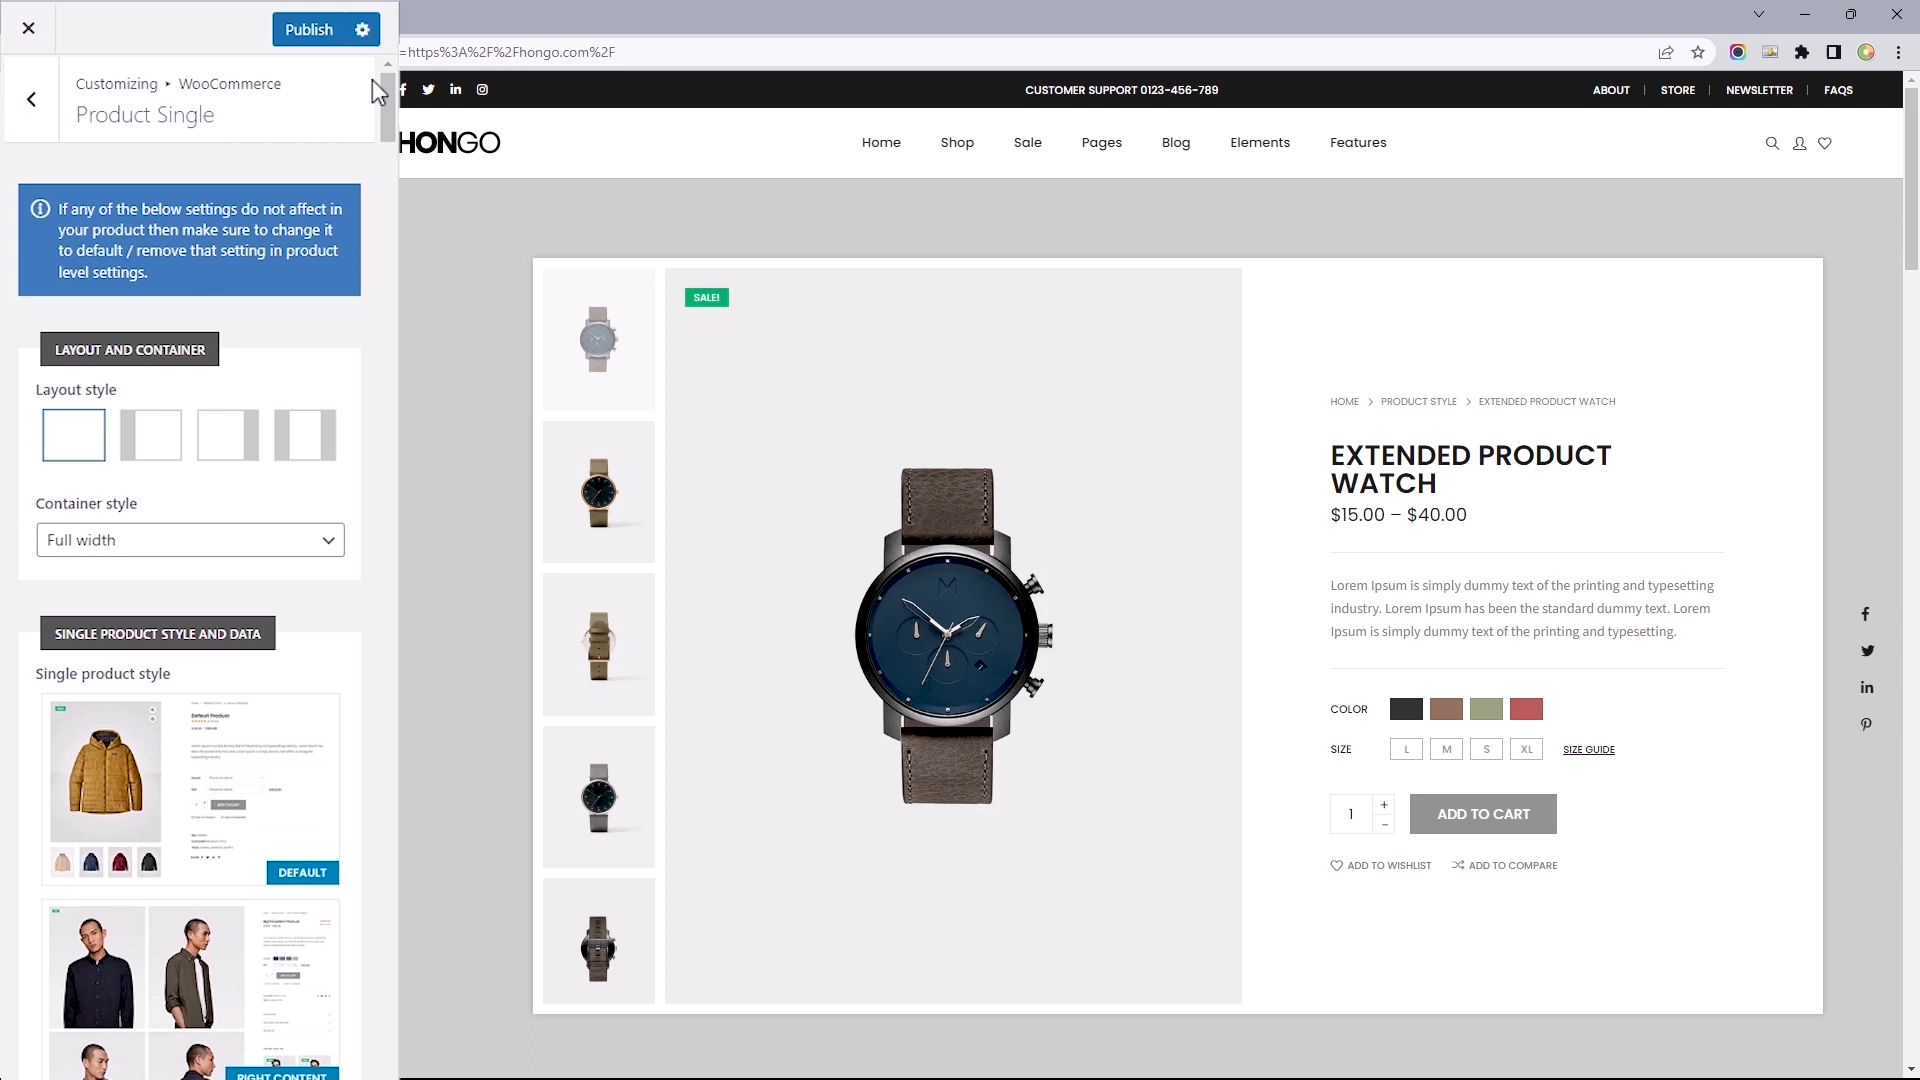 Publish
=https%3A%2F%2Fhongo.com%2F
Customizing ▸ WooCommerce
Product Single
If any of the below settings do not affect in
your product then make sure to change it
to default / remove that setting in product
level settings.
LAYOUT AND CONTAINER
Layout style
Container style
Full width
SINGLE PRODUCT STYLE AND DATA
Single product style
Default Product
DEFAULT
RIGHT CONTENT
CUSTOMER SUPPORT 0123-456-789
ABOUT | STORE | NEWSLETTER | FAQS
HONGO
Home Shop Sale Pages Blog Elements Features
SALE!
HOME > PRODUCT STYLE > EXTENDED PRODUCT WATCH
EXTENDED PRODUCT
WATCH
$15.00 – $40.00
Lorem Ipsum is simply dummy text of the printing and typesetting
industry. Lorem Ipsum has been the standard dummy text. Lorem
Ipsum is simply dummy text of the printing and typesetting.
COLOR
SIZE L M S XL SIZE GUIDE
1 + -
ADD TO CART
ADD TO WISHLIST ADD TO COMPARE